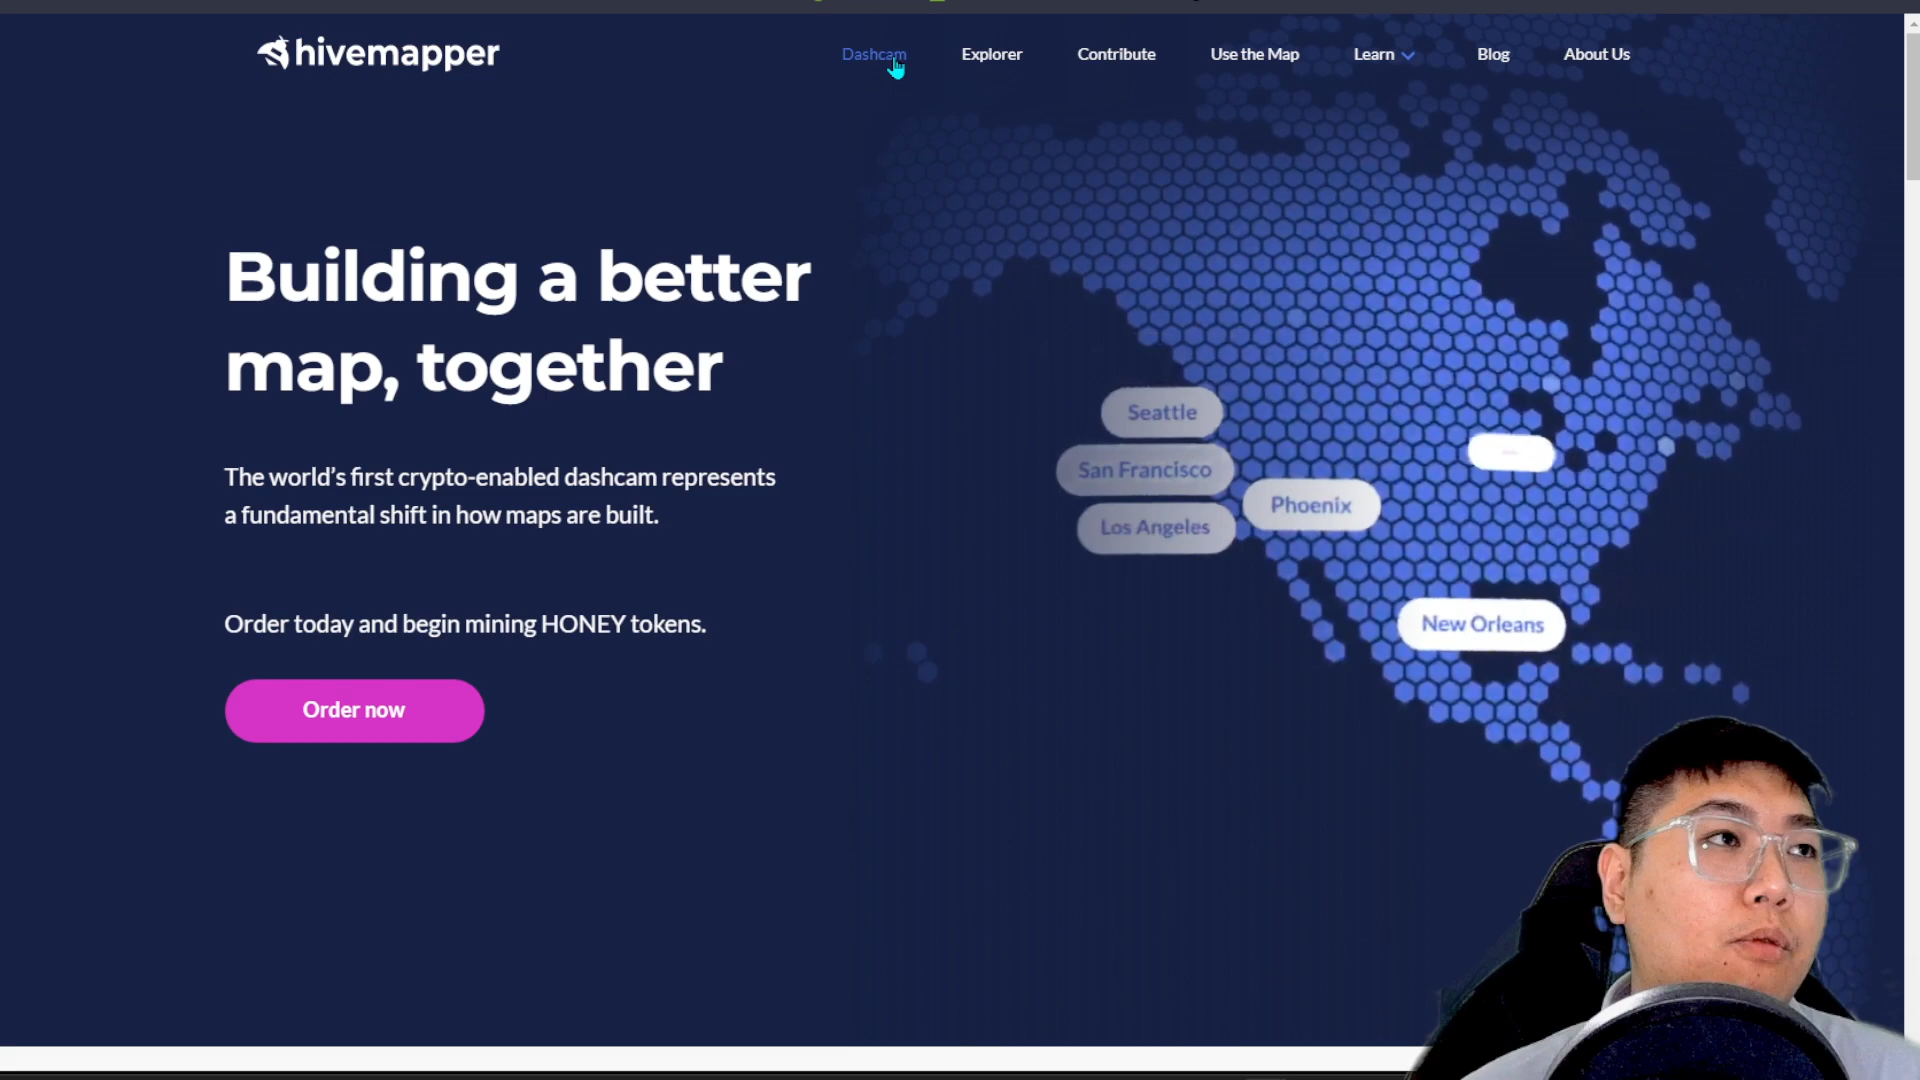 hivemapper
Dashcam
Explorer
Contribute
Use the Map
Learn
Blog
About Us
Building a better
map, together
The world's first crypto-enabled dashcam represents
a fundamental shift in how maps are built.
Order today and begin mining HONEY tokens.
Order now
Seattle
San Francisco
Phoenix
Los Angeles
New Orleans